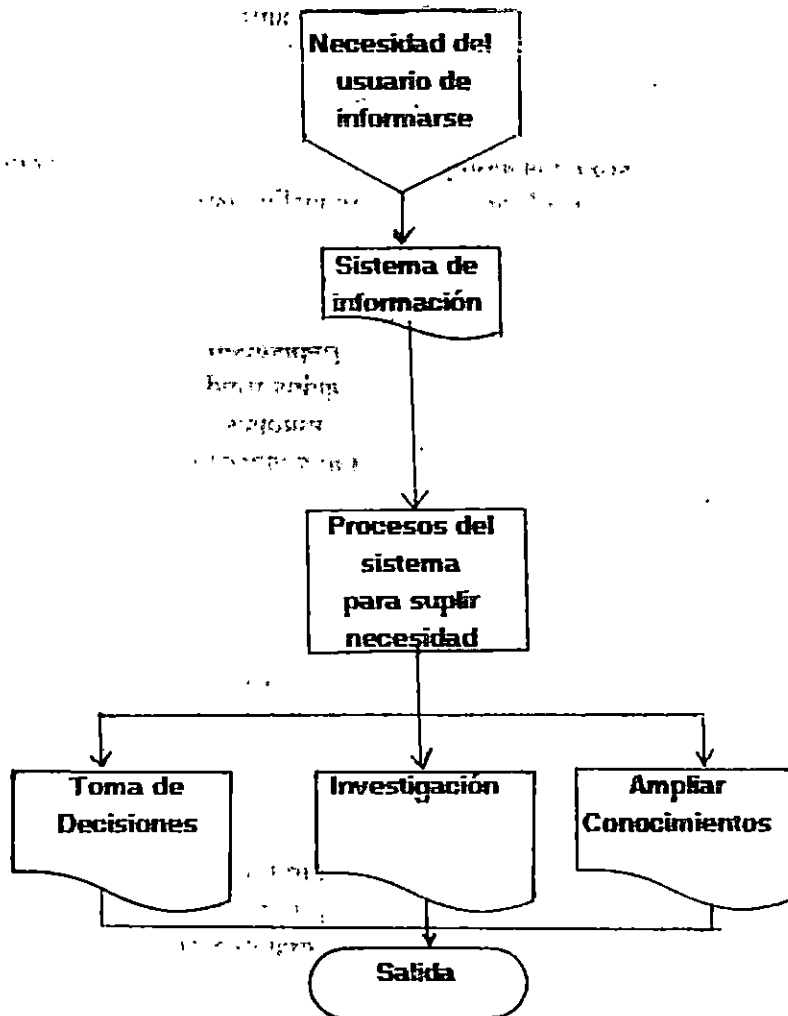 Necesidad del
usuario de
informarse
Sistema de
información
Procesos del
sistema
para suplir
necesidad
Toma de
Decisiones
Investigación
Ampliar
Conocimientos
Salida